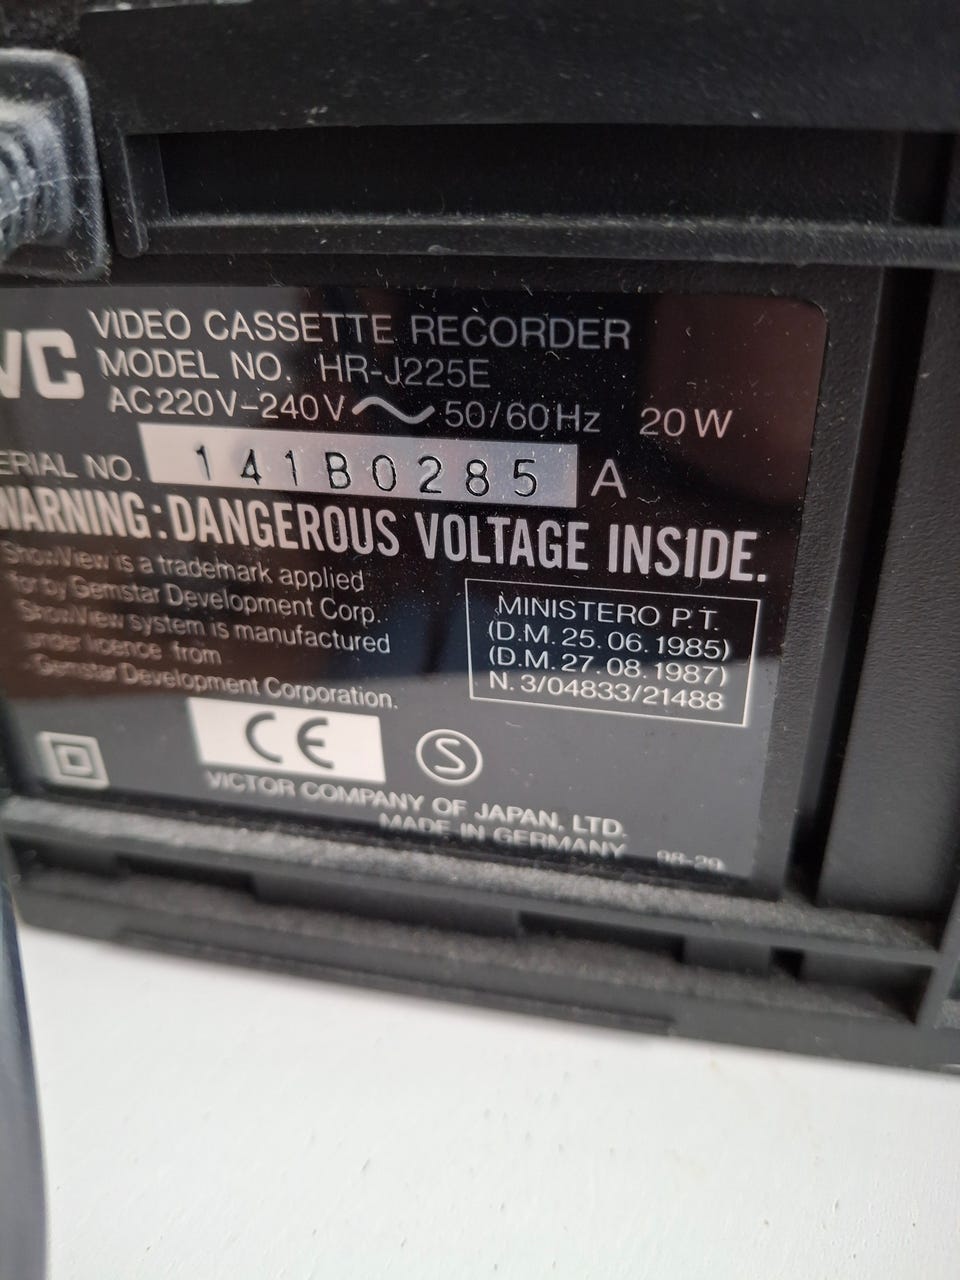 VIDEO CASSETTE RECORDER
VC MODEL NO. HR-J225E
AC 220V-240V～ 50/60Hz 20W
ERIAL NO. 141B0285 A
WARNING: DANGEROUS VOLTAGE INSIDE.
ShowView is a trademark applied
for by Gemstar Development Corp.
ShowView system is manufactured
under licence from
Gemstar Development Corporation.
MINISTERO P.T.
(D.M. 25.06.1985)
(D.M. 27.08.1987)
N. 3/04833/21488
CE
S
VICTOR COMPANY OF JAPAN, LTD.
MADE IN GERMANY